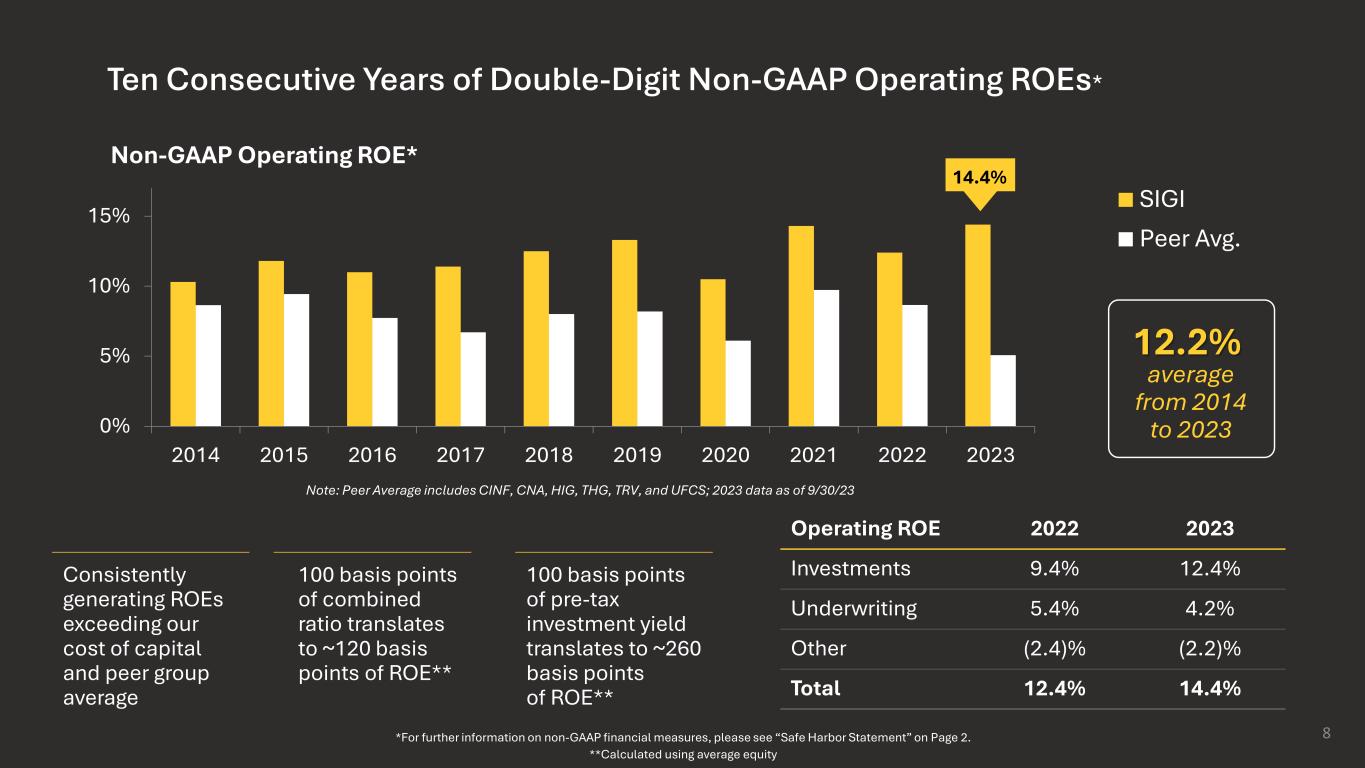 Ten Consecutive Years of Double-Digit Non-GAAP Operating ROEs*
Non-GAAP Operating ROE*
14.4%
15%
10%
5%
0%
2014 2015 2016 2017 2018 2019 2020 2021 2022 2023
SIGI
Peer Avg.
12.2%
average
from 2014
to 2023
Note: Peer Average includes CINF, CNA, HIG, THG, TRV, and UFCS; 2023 data as of 9/30/23
Consistently
generating ROEs
exceeding our
cost of capital
and peer group
average
100 basis points
of combined
ratio translates
to ~120 basis
points of ROE**
100 basis points
of pre-tax
investment yield
translates to ~260
basis points
of ROE**
Operating ROE 2022 2023
Investments 9.4% 12.4%
Underwriting 5.4% 4.2%
Other (2.4)% (2.2)%
Total 12.4% 14.4%
*For further information on non-GAAP financial measures, please see “Safe Harbor Statement” on Page 2.
**Calculated using average equity
8